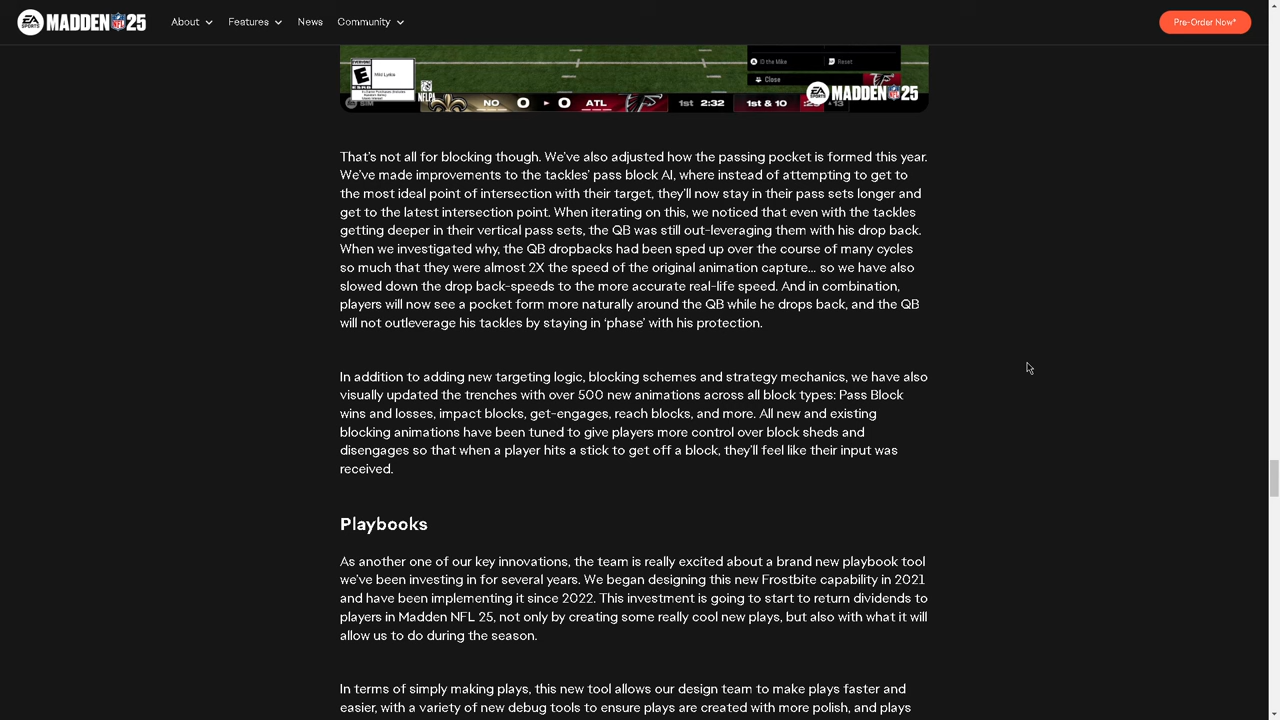 EA SPORTS MADDEN NFL 25 About Features News Community Pre-Order Now*
ID the Mike Reset
E Mild Lyrics Close
NFLPA EA SPORTS MADDEN NFL 25
SIM NO 0 0 ATL 1st 2:32 1st & 10 13
That's not all for blocking though. We've also adjusted how the passing pocket is formed this year.
We've made improvements to the tackles' pass block AI, where instead of attempting to get to
the most ideal point of intersection with their target, they'll now stay in their pass sets longer and
get to the latest intersection point. When iterating on this, we noticed that even with the tackles
getting deeper in their vertical pass sets, the QB was still out-leveraging them with his drop back.
When we investigated why, the QB dropbacks had been sped up over the course of many cycles
so much that they were almost 2X the speed of the original animation capture… so we have also
slowed down the drop back-speeds to the more accurate real-life speed. And in combination,
players will now see a pocket form more naturally around the QB while he drops back, and the QB
will not outleverage his tackles by staying in 'phase' with his protection.
In addition to adding new targeting logic, blocking schemes and strategy mechanics, we have also
visually updated the trenches with over 500 new animations across all block types: Pass Block
wins and losses, impact blocks, get-engages, reach blocks, and more. All new and existing
blocking animations have been tuned to give players more control over block sheds and
disengages so that when a player hits a stick to get off a block, they'll feel like their input was
received.
Playbooks
As another one of our key innovations, the team is really excited about a brand new playbook tool
we've been investing in for several years. We began designing this new Frostbite capability in 2021
and have been implementing it since 2022. This investment is going to start to return dividends to
players in Madden NFL 25, not only by creating some really cool new plays, but also with what it will
allow us to do during the season.
In terms of simply making plays, this new tool allows our design team to make plays faster and
easier, with a variety of new debug tools to ensure plays are created with more polish, and plays